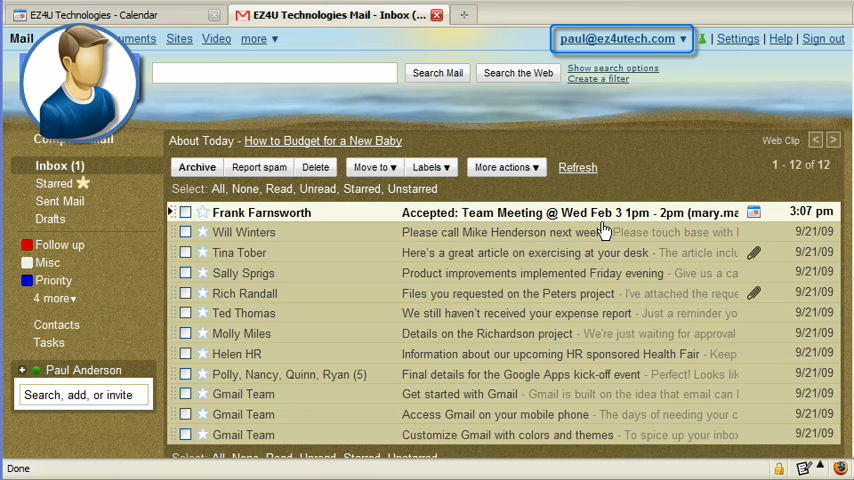 EZ4U Technologies - Calendar
EZ4U Technologies Mail - Inbox (...
Mail uments Sites Video more ▾ paul@ez4utech.com ▾ Settings | Help | Sign out
Search Mail Search the Web Show search options
Create a filter
Comp Mail
About Today - How to Budget for a New Baby Web Clip < >
Inbox (1)
Starred
Sent Mail
Drafts
Follow up
Misc
Priority
4 more▾
Contacts
Tasks
Paul Anderson
Search, add, or invite
Archive Report spam Delete Move to ▾ Labels ▾ More actions ▾ Refresh 1 - 12 of 12
Select: All, None, Read, Unread, Starred, Unstarred
Frank Farnsworth Accepted: Team Meeting @ Wed Feb 3 1pm - 2pm (mary.ma 3:07 pm
Will Winters Please call Mike Henderson next week - Please touch base with 9/21/09
Tina Tober Here's a great article on exercising at your desk - The article inclu 9/21/09
Sally Sprigs Product improvements implemented Friday evening - Give us a ca 9/21/09
Rich Randall Files you requested on the Peters project - I've attached the reque 9/21/09
Ted Thomas We still haven't received your expense report - Just a reminder yo 9/21/09
Molly Miles Details on the Richardson project - We're just waiting for approval 9/21/09
Helen HR Information about our upcoming HR sponsored Health Fair - Keep 9/21/09
Polly, Nancy, Quinn, Ryan (5) Final details for the Google Apps kick-off event - Perfect! Looks like 9/21/09
Gmail Team Get started with Gmail - Gmail is built on the idea that email can 9/21/09
Gmail Team Access Gmail on your mobile phone - The days of needing your c 9/21/09
Gmail Team Customize Gmail with colors and themes - To spice up your inbox 9/21/09
Select: All, None, Read, Unread, Starred, Unstarred
Done